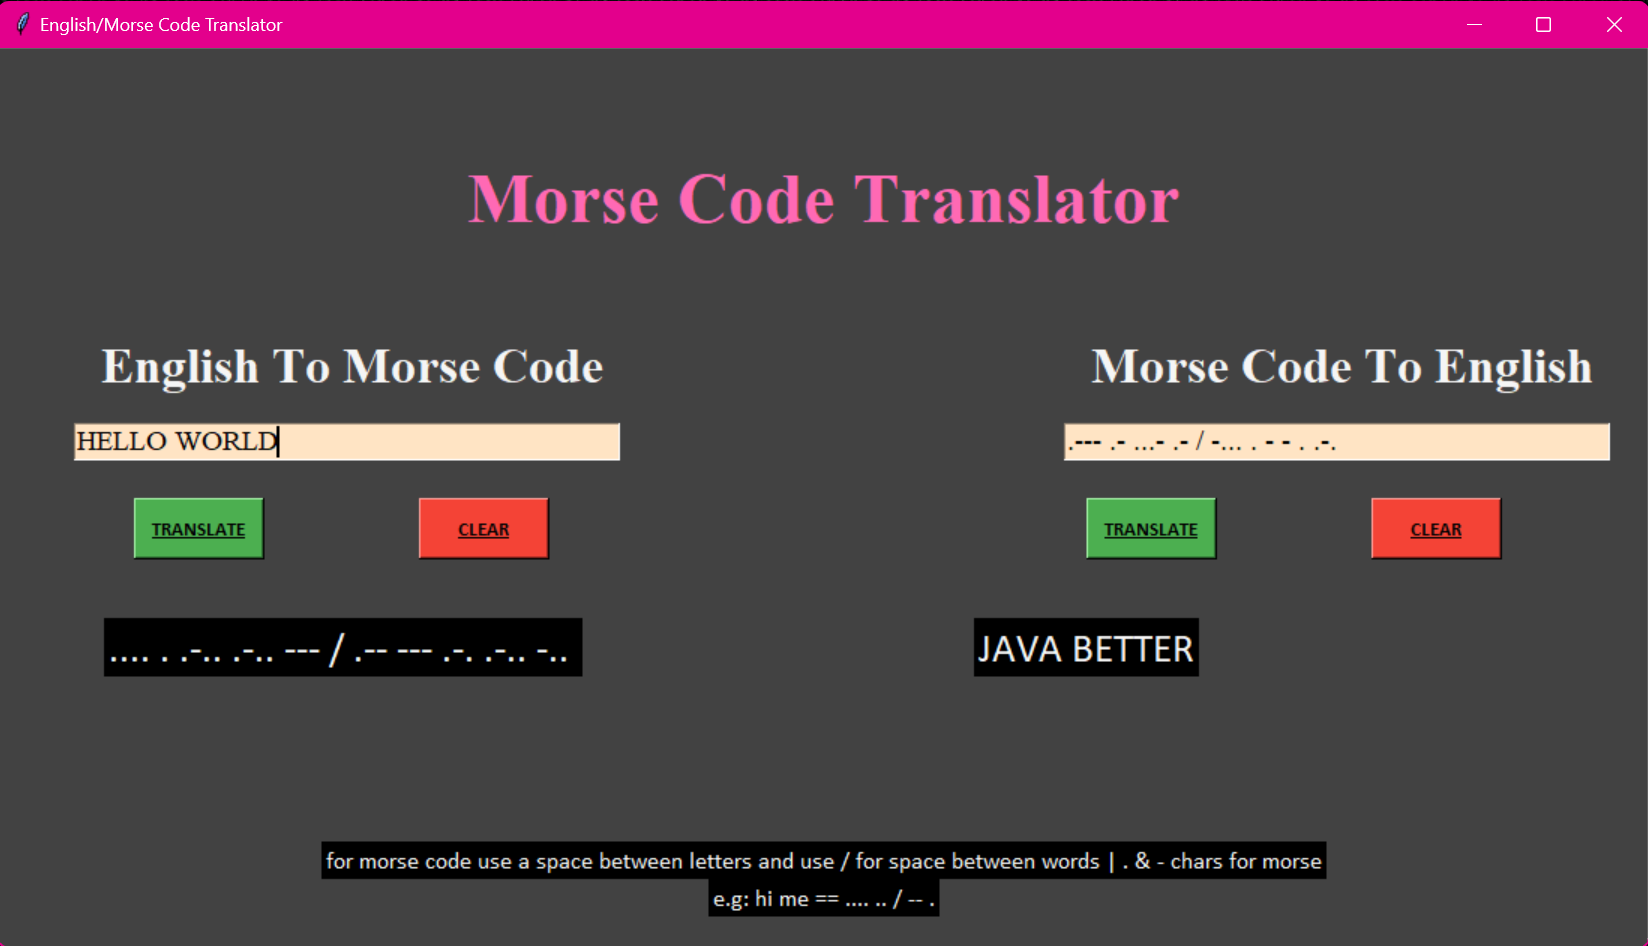 English/Morse Code Translator
Morse Code Translator
English To Morse Code
HELLO WORLD
TRANSLATE CLEAR
.... . .-.. .-.. --- / .-- --- .-. .-.. -..
Morse Code To English
.--- .- ...- .- / -... . - - . .-.
TRANSLATE CLEAR
JAVA BETTER
for morse code use a space between letters and use / for space between words | . & - chars for morse
e.g: hi me == .... .. / -- .